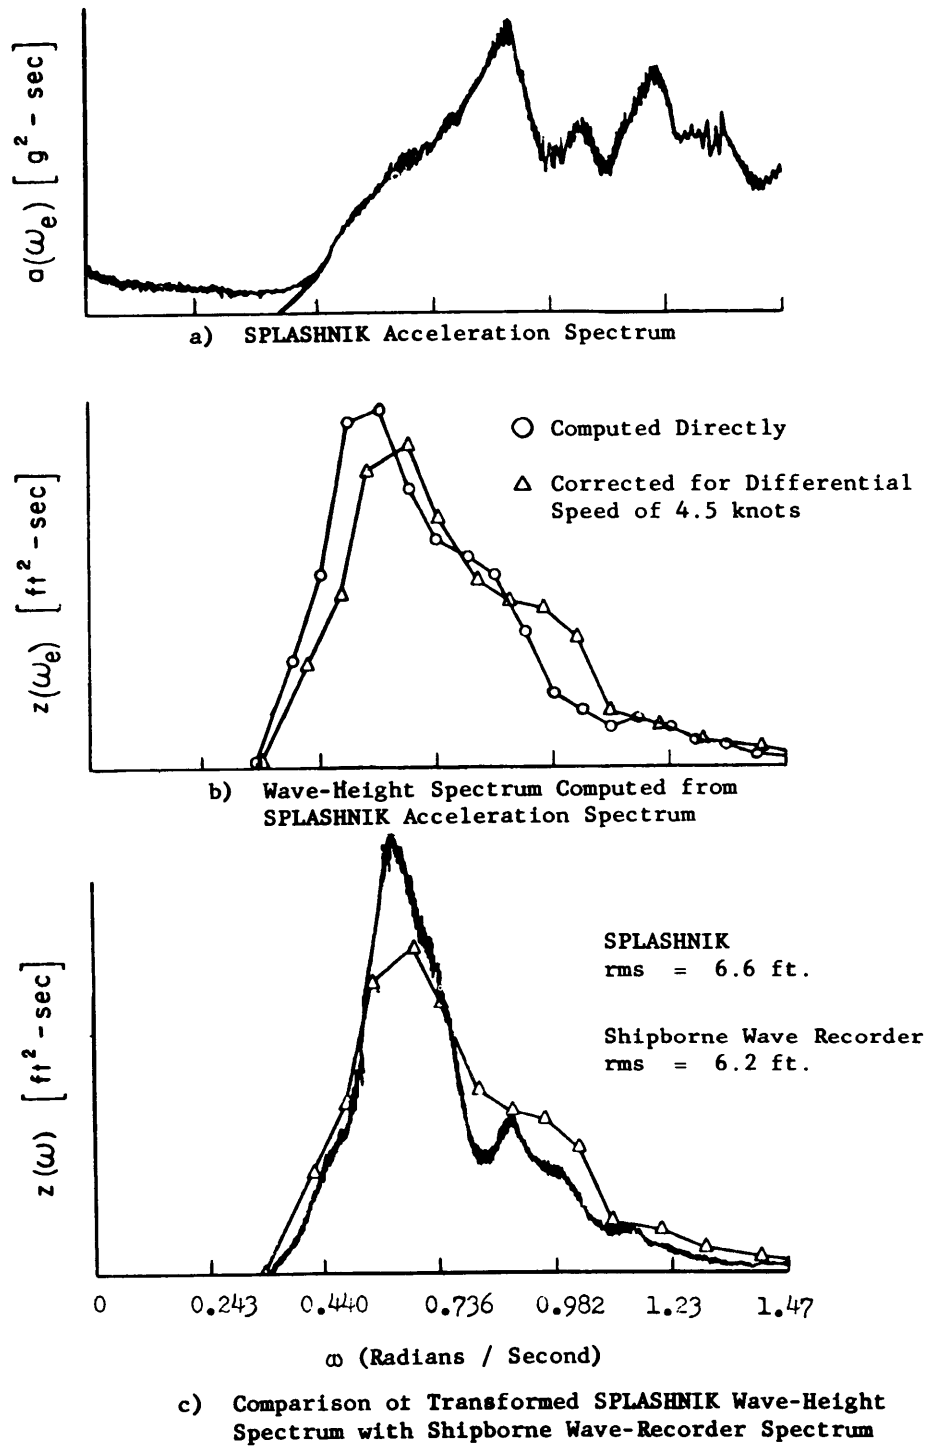 a(ωe) [g² - sec]
a) SPLASHNIK Acceleration Spectrum
z(ωe) [ft² - sec]
Computed Directly
Corrected for Differential
Speed of 4.5 knots
b) Wave-Height Spectrum Computed from
SPLASHNIK Acceleration Spectrum
z(ω) [ft² - sec]
SPLASHNIK
rms = 6.6 ft.
Shipborne Wave Recorder
rms = 6.2 ft.
0 0.243 0.440 0.736 0.982 1.23 1.47
ω (Radians / Second)
c) Comparison ot Transformed SPLASHNIK Wave-Height
Spectrum with Shipborne Wave-Recorder Spectrum